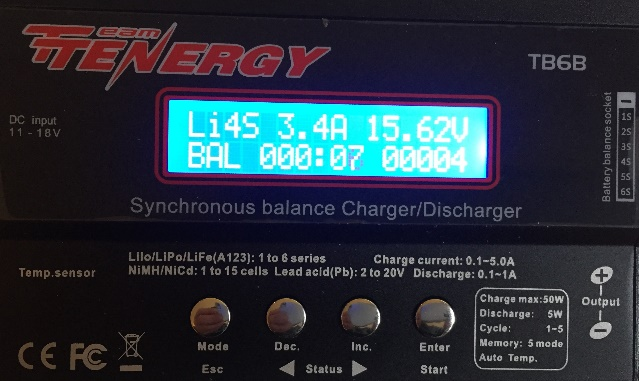 Team
TENERGY
TB6B
DC input
11 - 18V
Li4S 3.4A 15.62V
BAL 000:07 00004
Battery balance socket
1S
2S
3S
4S
5S
6S
Synchronous balance Charger/Discharger
Temp.sensor
LiIo/LiPo/LiFe(A123): 1 to 6 series
Charge current: 0.1~5.0A
NiMH/NiCd: 1 to 15 cells Lead acid(Pb): 2 to 20V Discharge: 0.1~1A
Charge max:50W
Discharge: 5W
Cycle: 1~5
Memory: 5 mode
Auto Temp.
+
Output
−
Mode Dec. Inc. Enter
Esc ◀ Status ▶ Start
CE FC